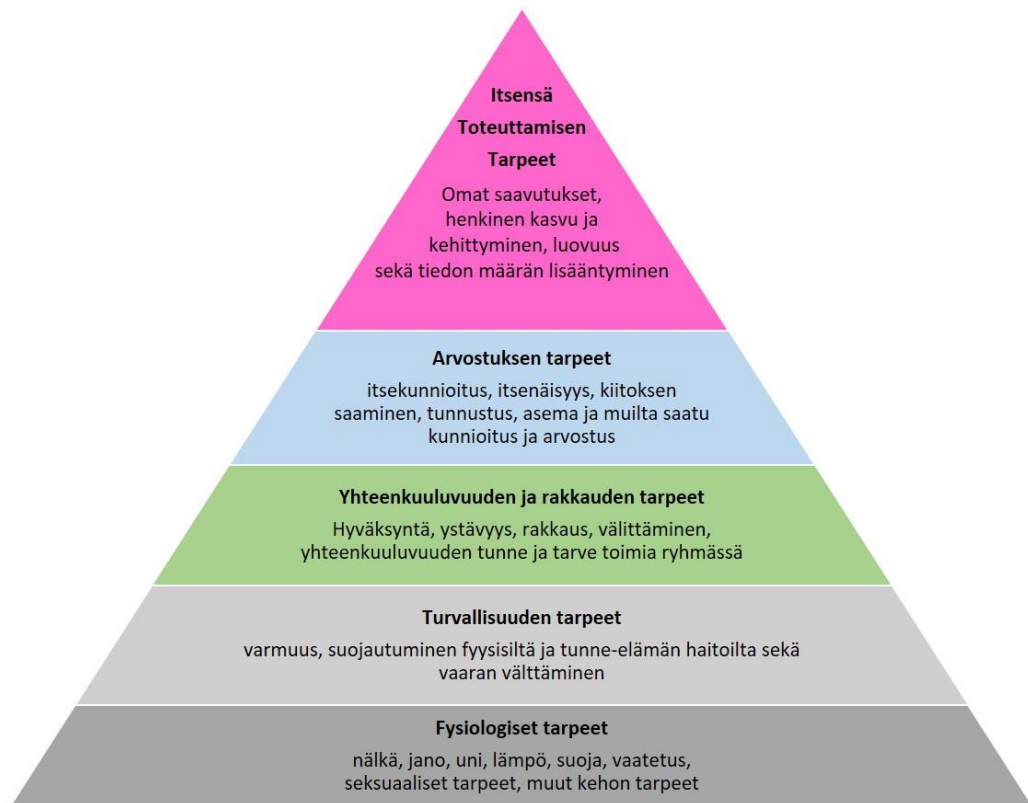 Itsensä
Toteuttamisen
Tarpeet
Omat saavutukset,
henkinen kasvu ja
kehittyminen, luovuus
sekä tiedon määrän lisääntyminen
Arvostuksen tarpeet
itsekunnioitus, itsenäisyys, kiitoksen
saaminen, tunnustus, asema ja muilta saatu
kunnioitus ja arvostus
Yhteenkuuluvuuden ja rakkauden tarpeet
Hyväksyntä, ystävyys, rakkaus, välittäminen,
yhteenkuuluvuuden tunne ja tarve toimia ryhmässä
Turvallisuuden tarpeet
varmuus, suojautuminen fyysisiltä ja tunne-elämän haitoilta sekä
vaaran välttäminen
Fysiologiset tarpeet
nälkä, jano, uni, lämpö, suoja, vaatetus,
seksuaaliset tarpeet, muut kehon tarpeet